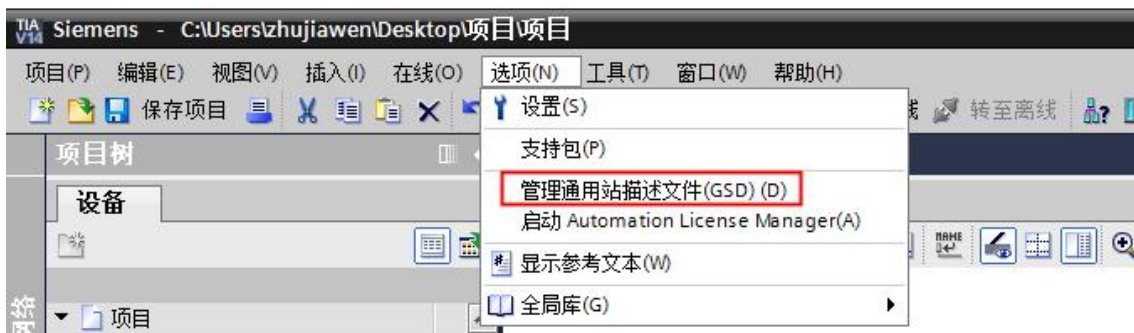 TIA V14 Siemens - C:\Users\zhujiawen\Desktop\项目\项目
项目(P) 编辑(E) 视图(V) 插入(I) 在线(O) 选项(N) 工具(T) 窗口(W) 帮助(H)
保存项目 设置(S) 转至离线
项目树 支持包(P)
管理通用站描述文件(GSD) (D)
设备
启动 Automation License Manager(A)
NAME
显示参考文本(W)
全局库(G)
项目
网络